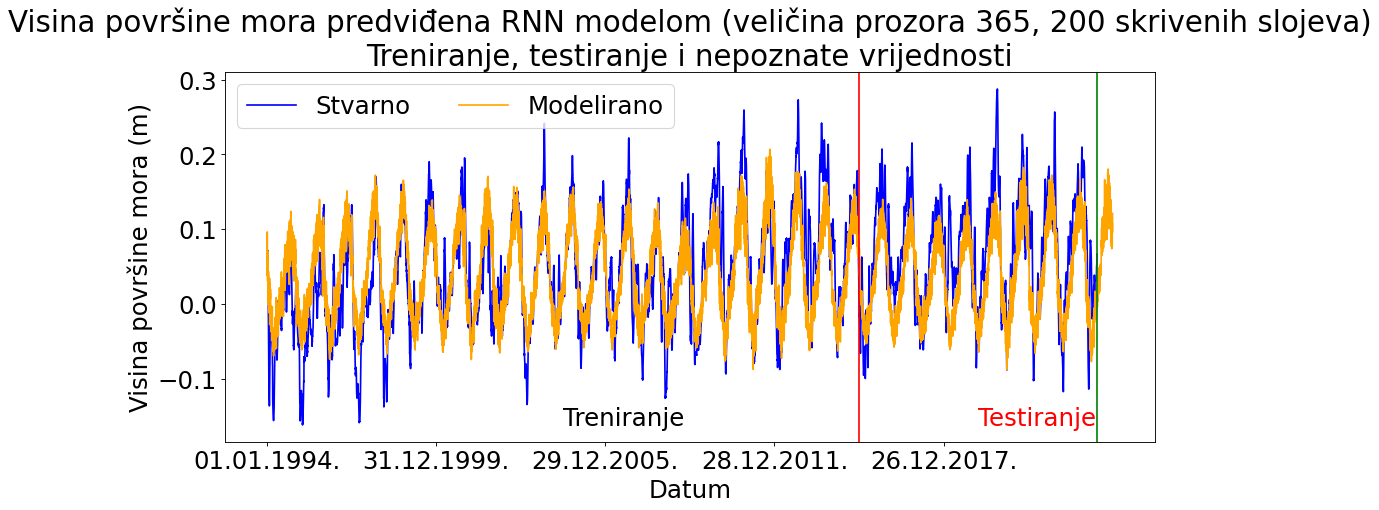 Visina površine mora predviđena RNN modelom (veličina prozora 365, 200 skrivenih slojeva)
Treniranje, testiranje i nepoznate vrijednosti
Stvarno
Modelirano
Visina površine mora (m)
0.3
0.2
0.1
0.0
−0.1
Treniranje
Testiranje
01.01.1994.
31.12.1999.
29.12.2005.
28.12.2011.
26.12.2017.
Datum